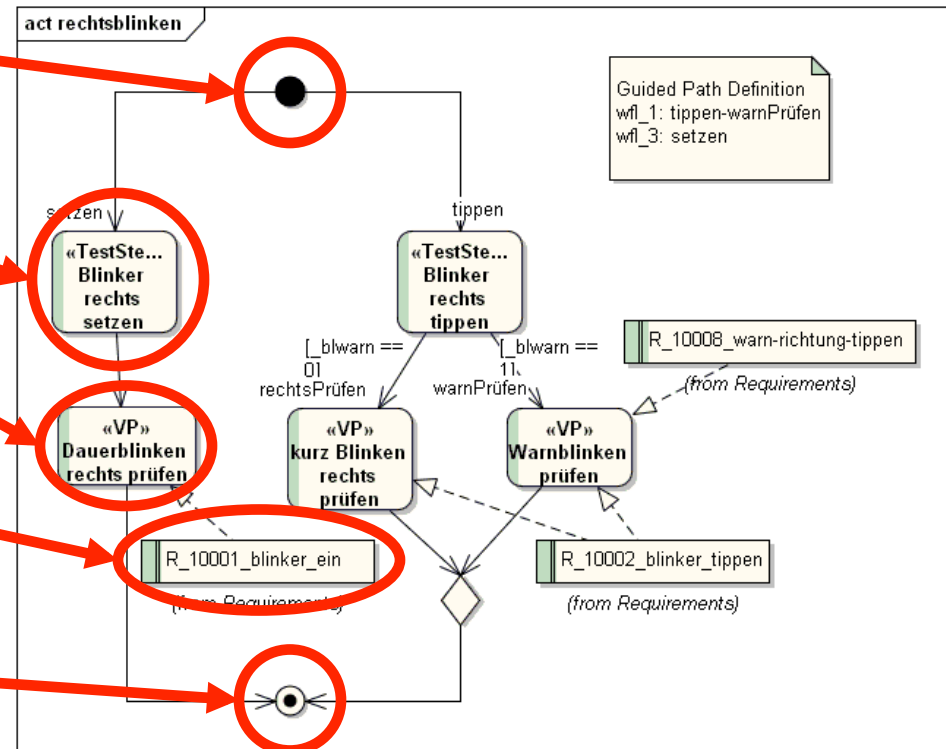 act rechtsblinken
Guided Path Definition
wfl_1: tippen-warnPrüfen
wfl_3: setzen
setzen
tippen
«TestSte...
Blinker
rechts
setzen
«TestSte...
Blinker
rechts
tippen
[_blwarn ==
0]
rechtsPrüfen
[_blwarn ==
1]
warnPrüfen
R_10008_warn-richtung-tippen
(from Requirements)
«VP»
Dauerblinken
rechts prüfen
«VP»
kurz Blinken
rechts
prüfen
«VP»
Warnblinken
prüfen
R_10001_blinker_ein
(from Requirements)
R_10002_blinker_tippen
(from Requirements)